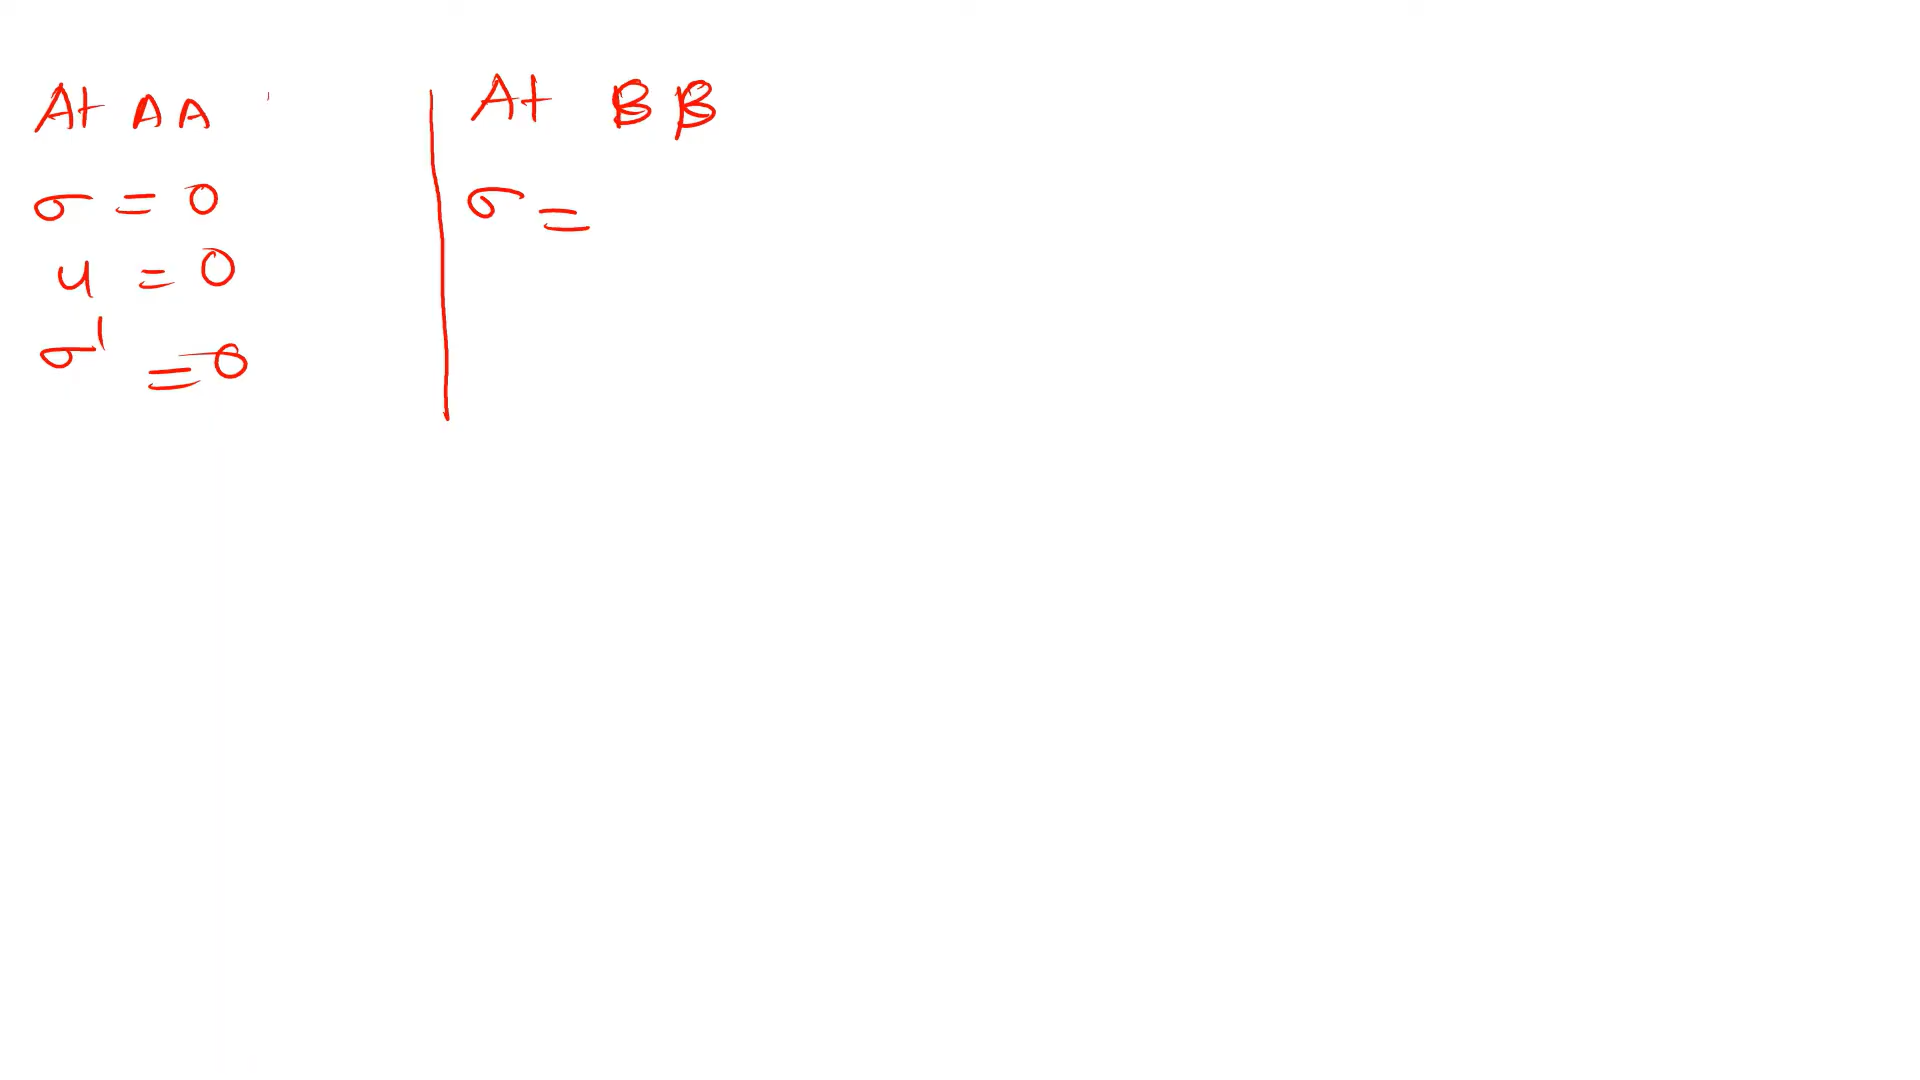 At AA
σ = 0
u = 0
σ' = 0
At BB
σ =